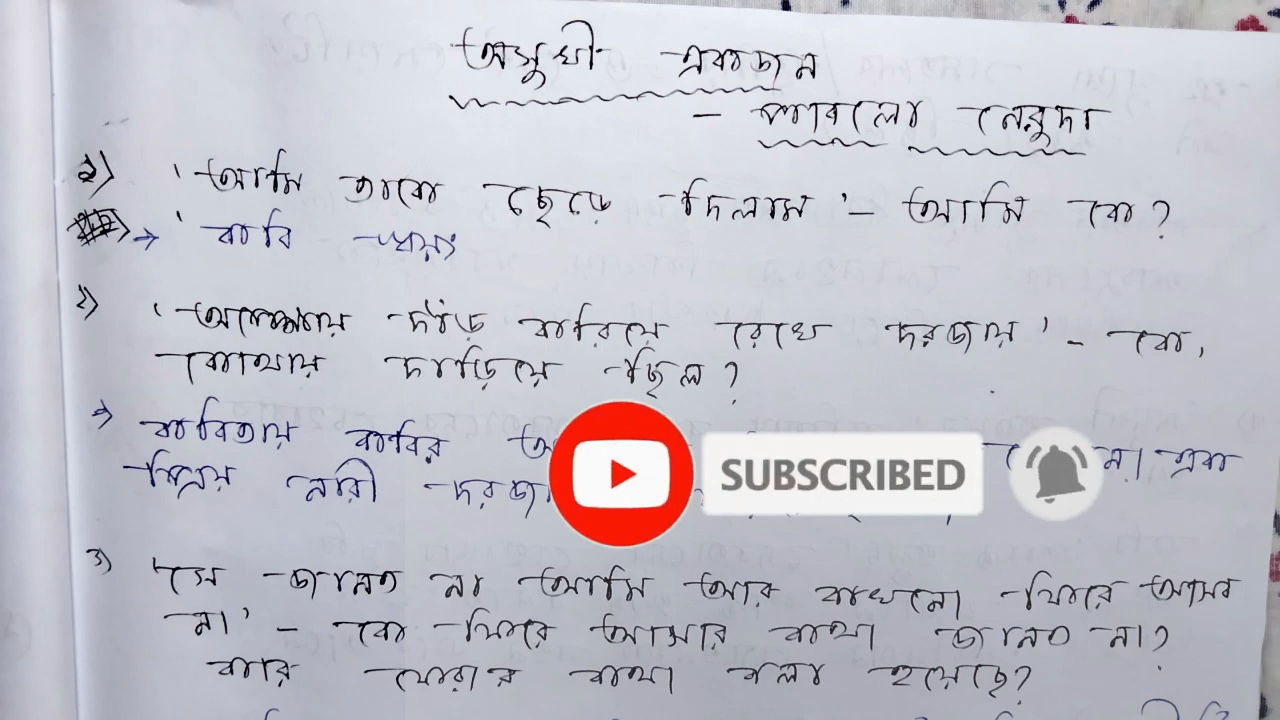 অসুখী একজন
- পাবলো নেরুদা
১) 'আমি তাকে ছেড়ে দিলাম' - আমি কে?
→ ' কবি স্বয়ং
২) 'অপেক্ষায় দাঁড় করিয়ে রেখে দরজায়' - কে,
কোথায় দাড়িয়ে ছিল?
→ কবিতায় কবির এক
SUBSCRIBED
প্রিয় নারী
৩) 'সে জানত না আমি আর কখনো ফিরে আসব
না' - কে ফিরে আসার কথা জানত না?
কার ফেরার কথা বলা হয়েছে?